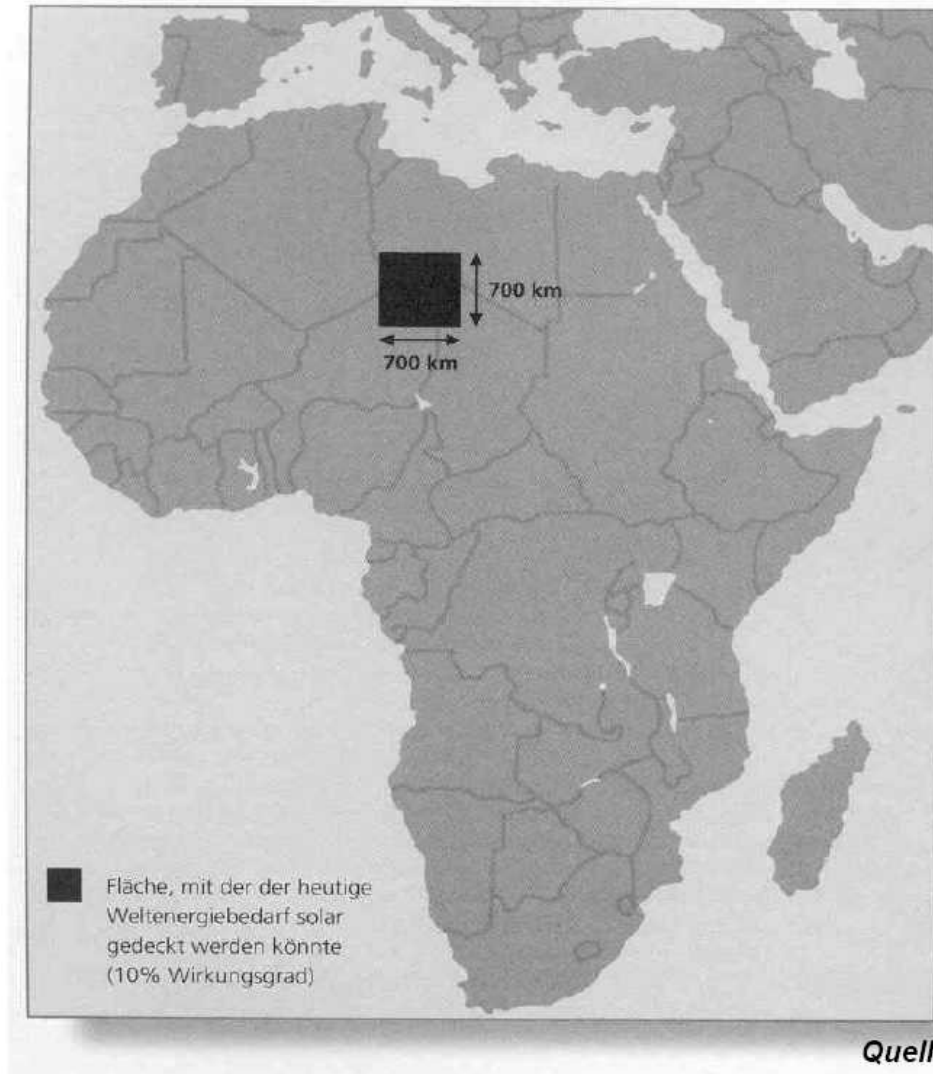 700 km
700 km
Fläche, mit der der heutige
Weltenergiebedarf solar
gedeckt werden könnte
(10% Wirkungsgrad)
Quell